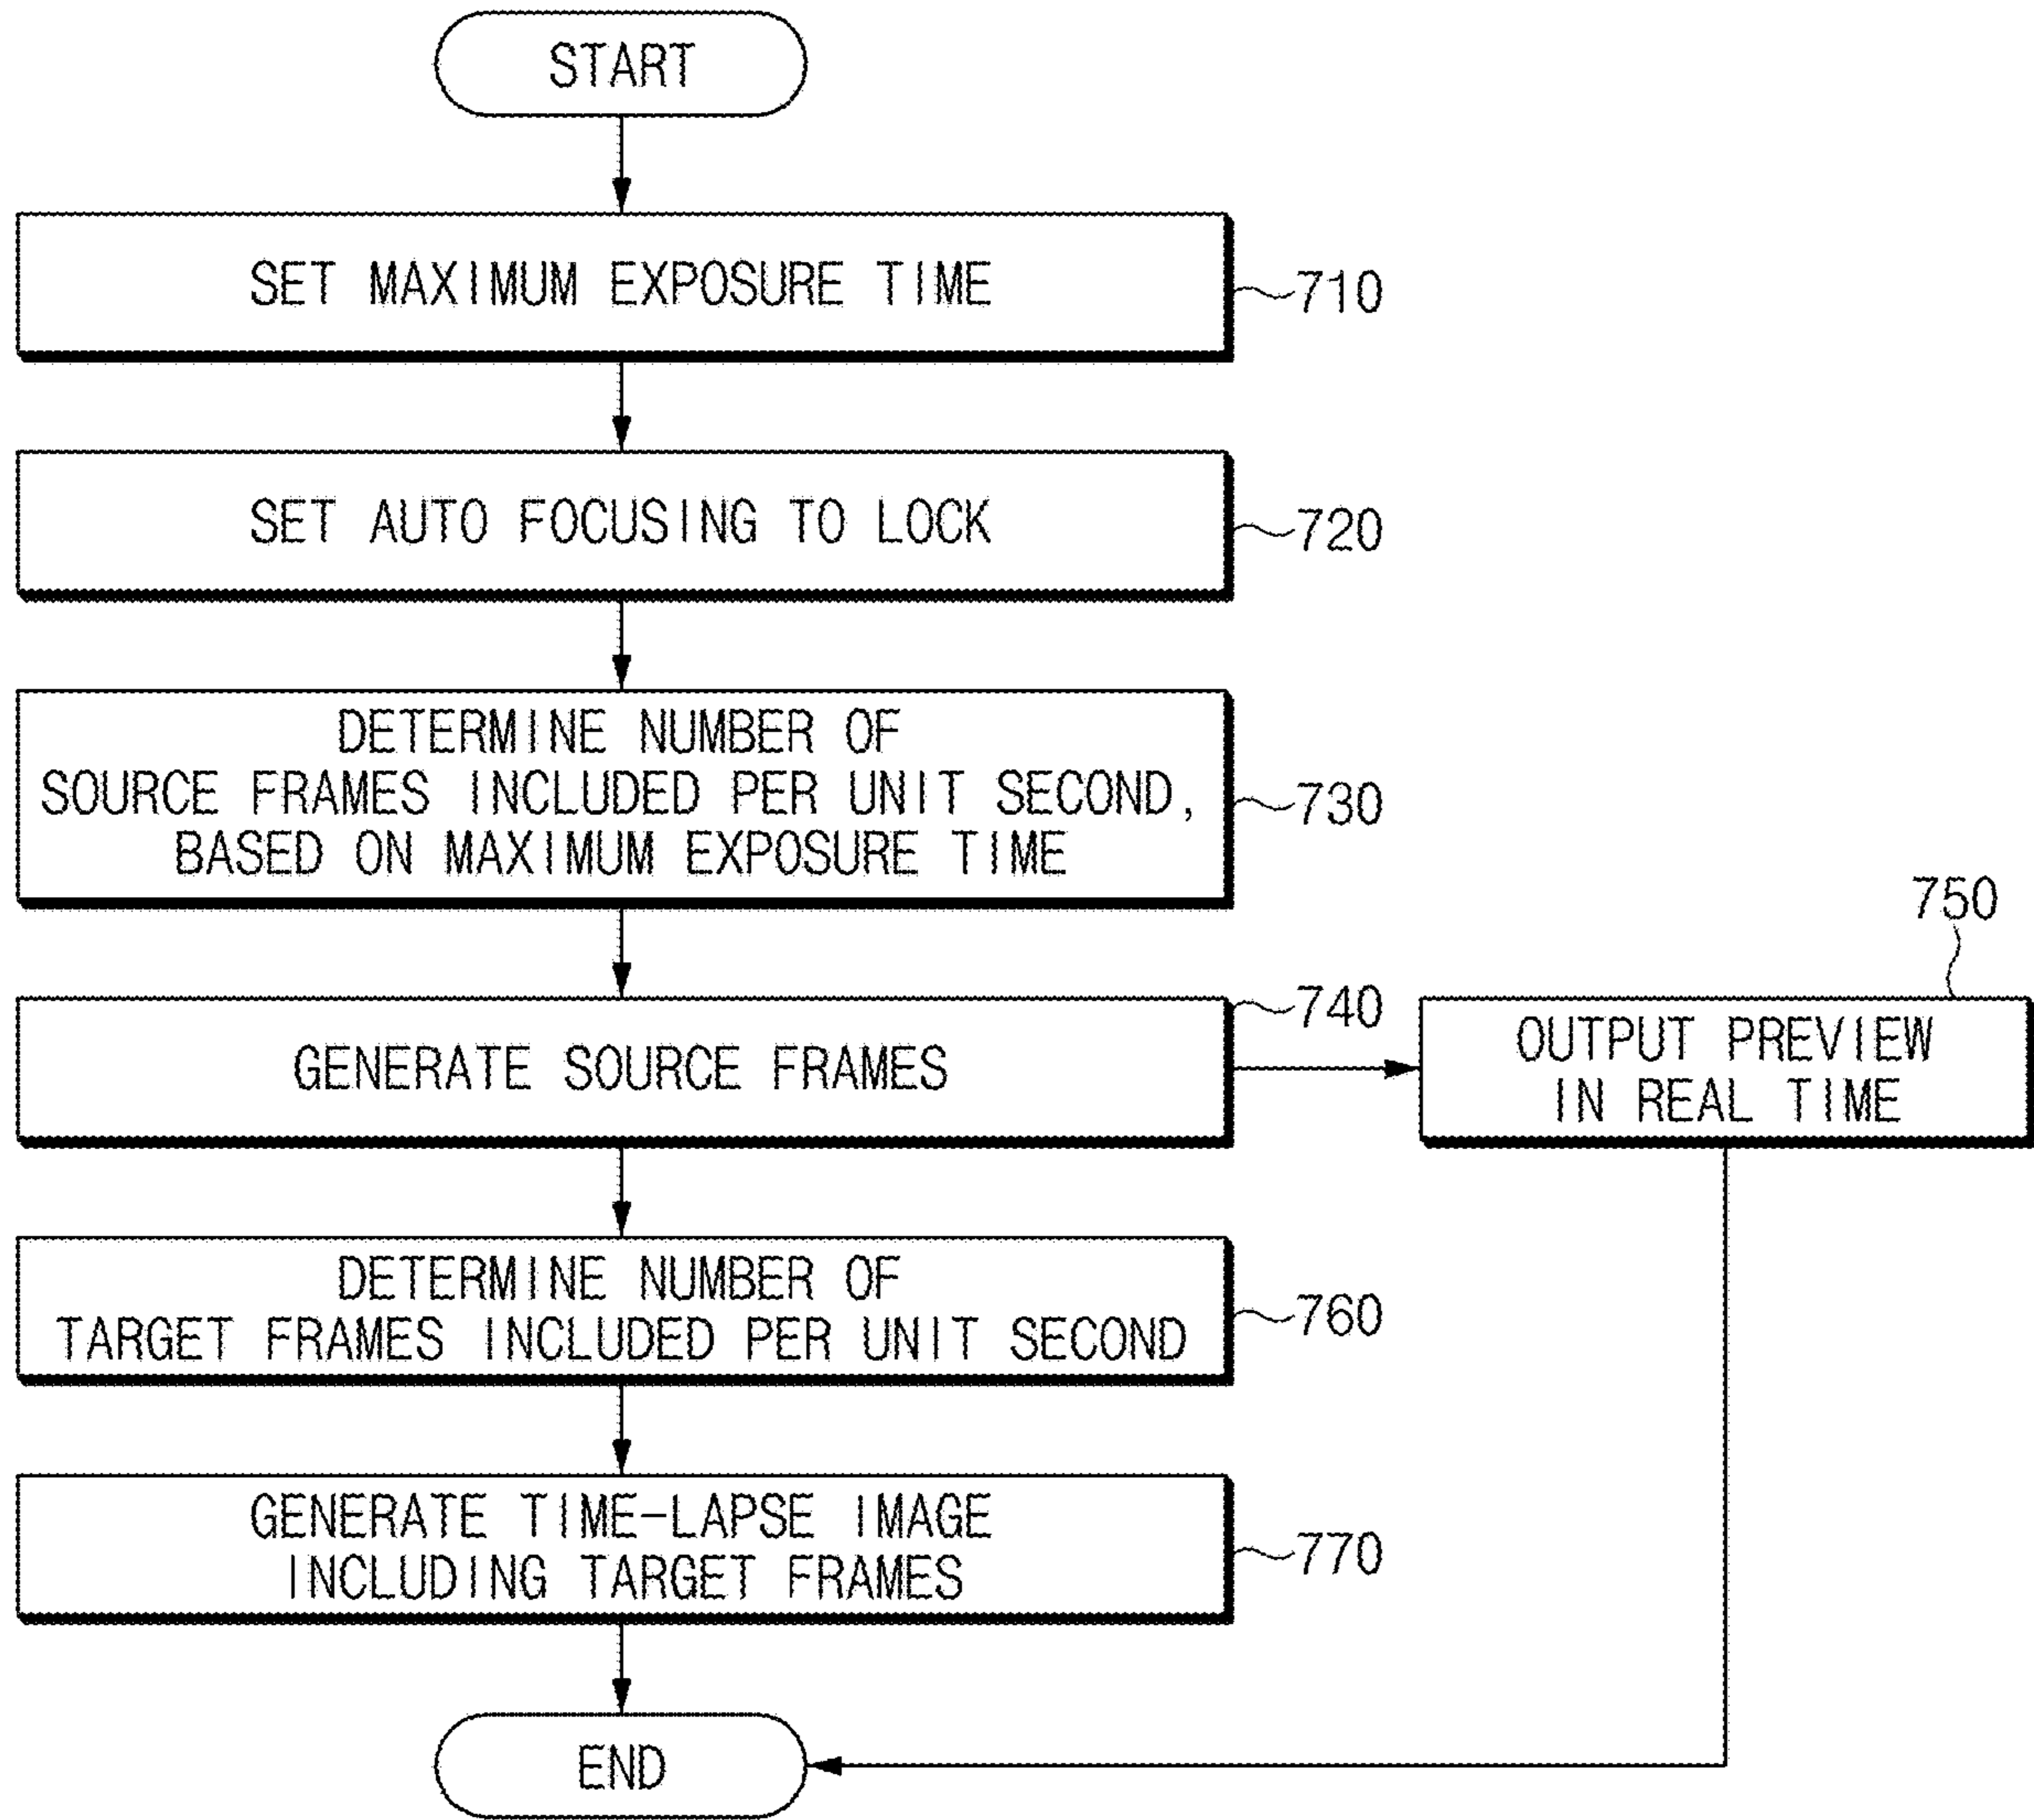 START
SET MAXIMUM EXPOSURE TIME
710
SET AUTO FOCUSING TO LOCK
720
DETERMINE NUMBER OF
SOURCE FRAMES INCLUDED PER UNIT SECOND,
BASED ON MAXIMUM EXPOSURE TIME
730
GENERATE SOURCE FRAMES
740
750
OUTPUT PREVIEW
IN REAL TIME
DETERMINE NUMBER OF
TARGET FRAMES INCLUDED PER UNIT SECOND
760
GENERATE TIME-LAPSE IMAGE
INCLUDING TARGET FRAMES
770
END